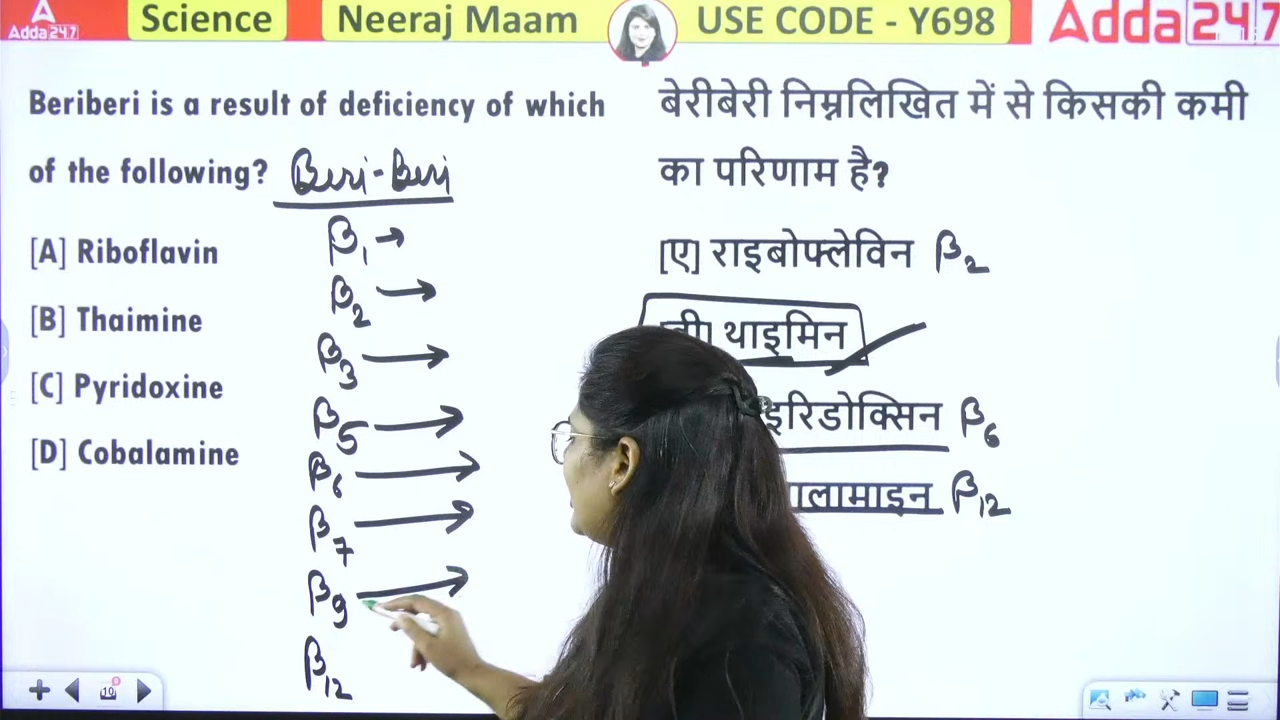 Adda247
Science
Neeraj Maam
USE CODE - Y698
Adda247
Beriberi is a result of deficiency of which
of the following?
Beri-Beri
[A] Riboflavin
[B] Thaimine
[C] Pyridoxine
[D] Cobalamine
B1 →
B2 →
B3 →
B5 →
B6 →
B7 →
B9 →
B12
बेरीबेरी निम्नलिखित में से किसकी कमी
का परिणाम है?
[ए] राइबोफ्लेविन B2
थाइमिन
B6
B12
10